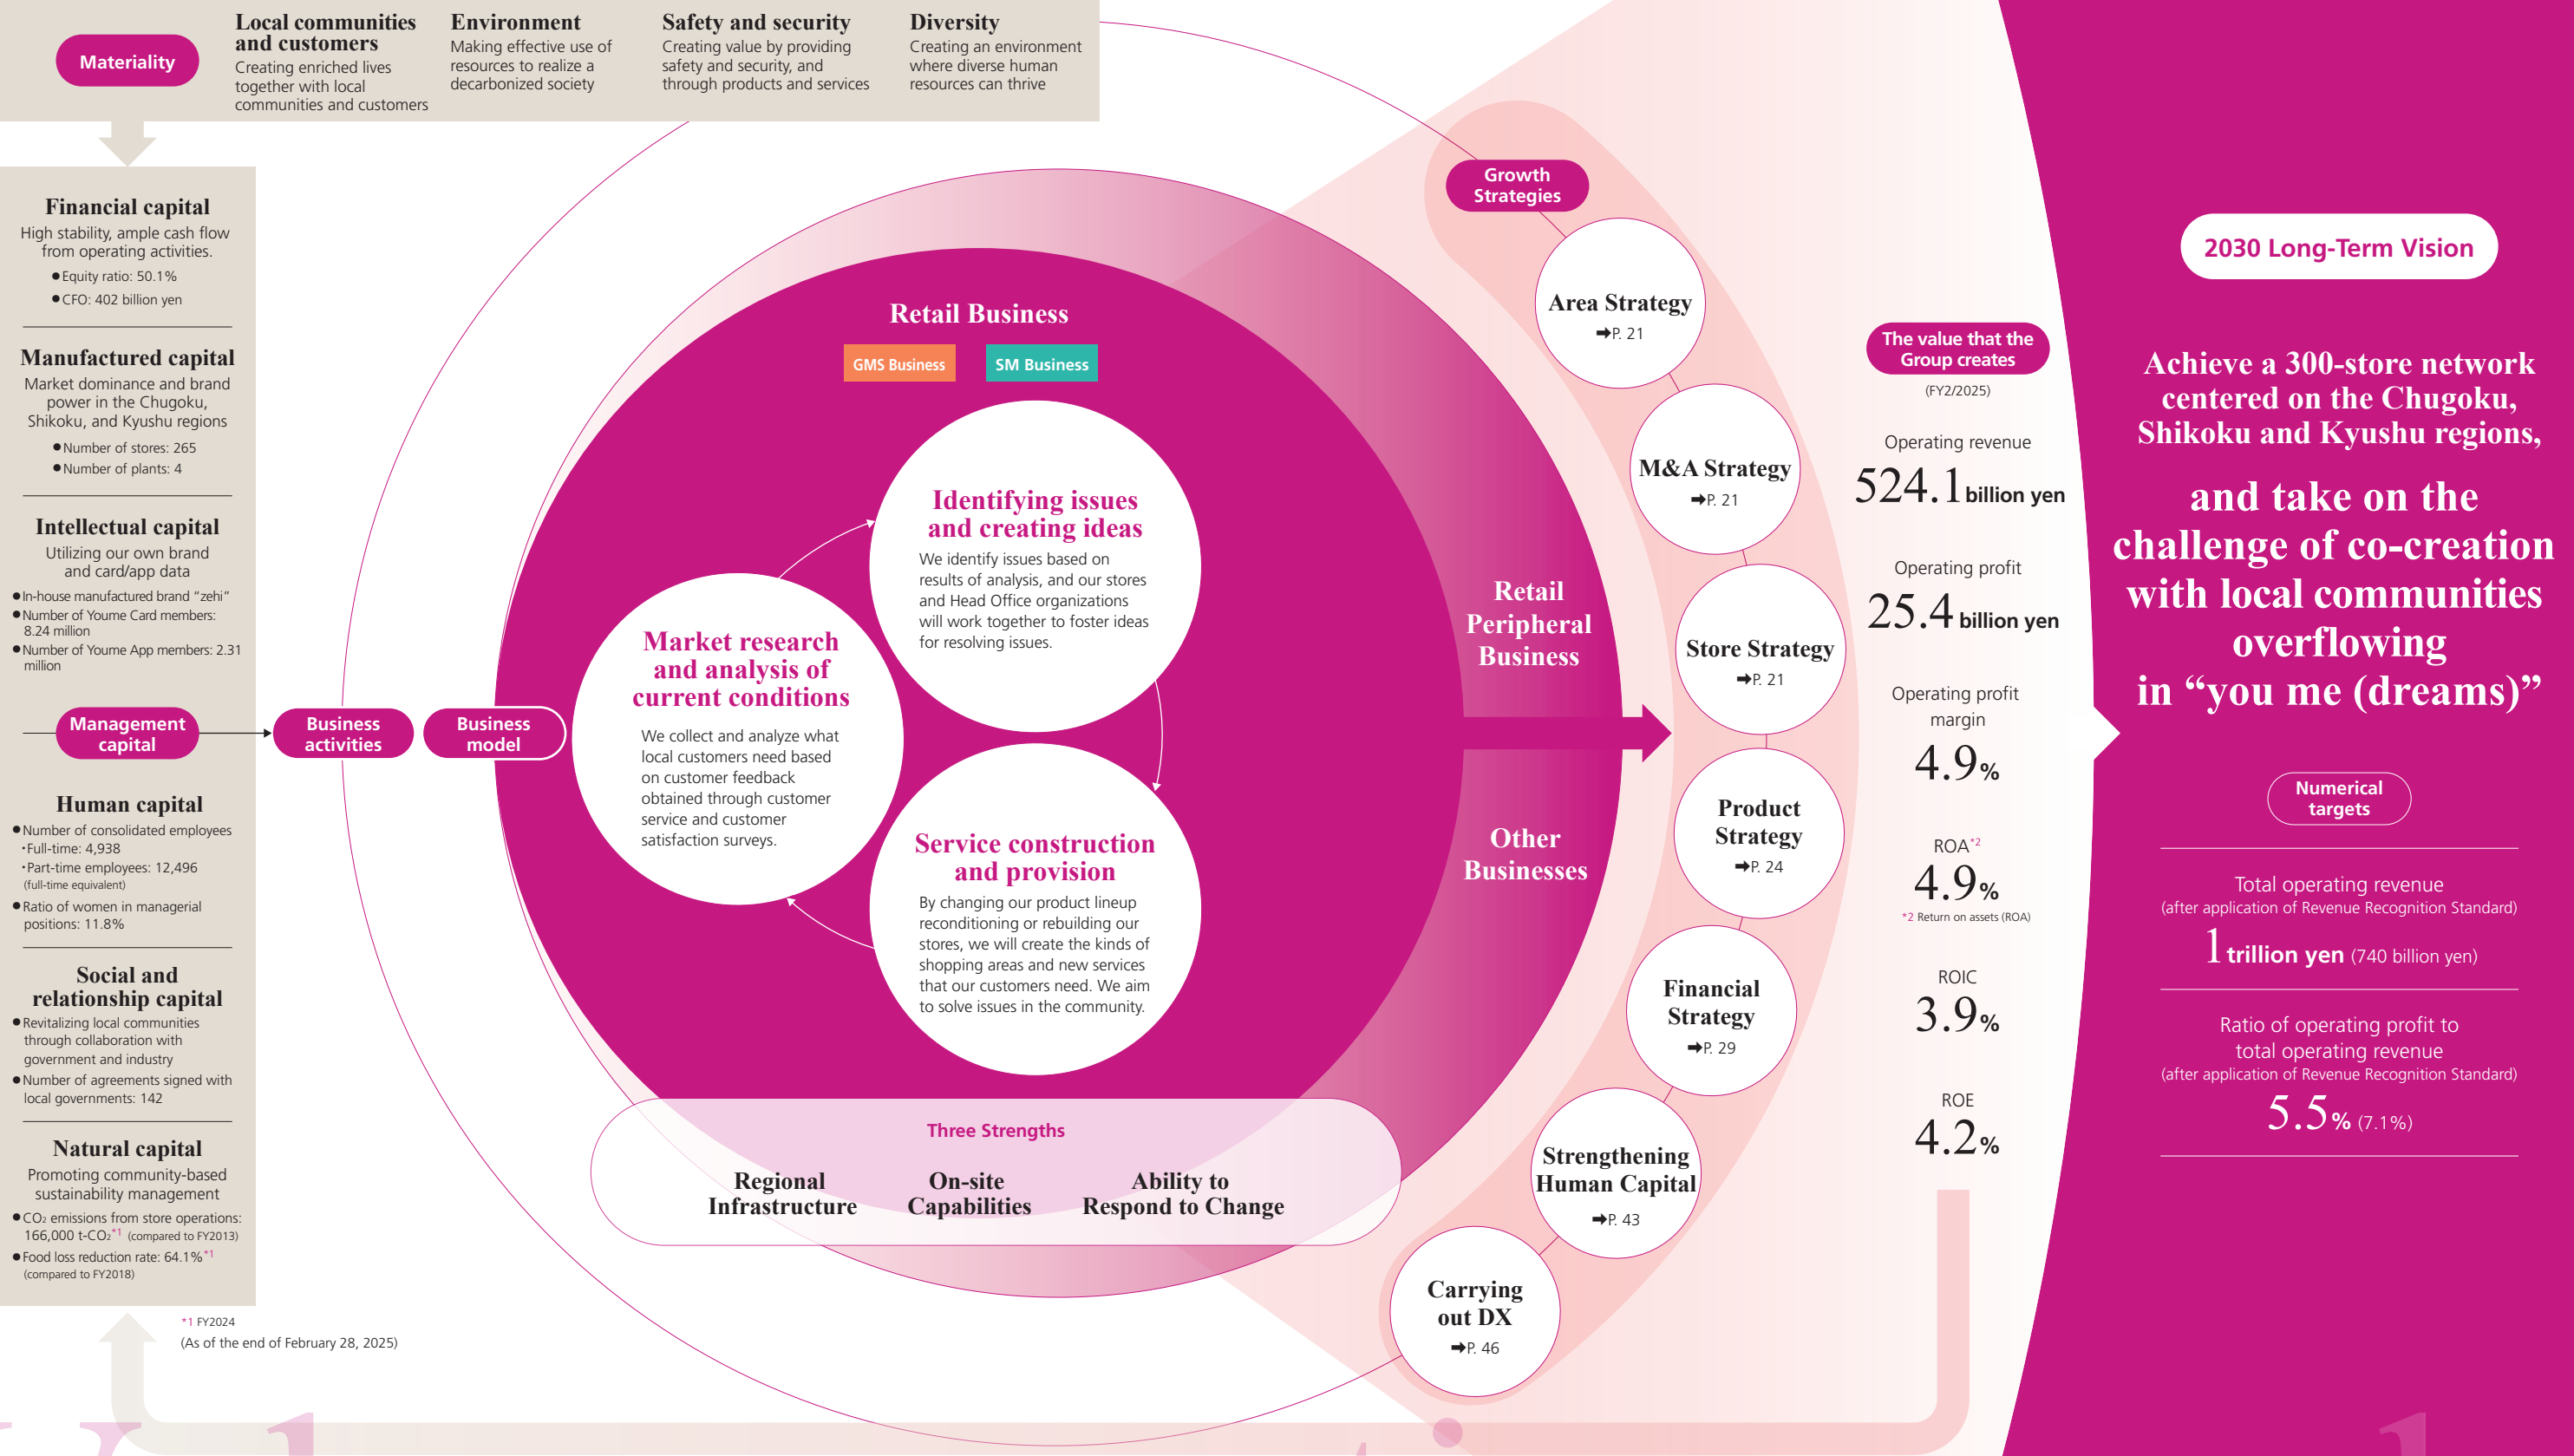 Materiality
Local communities
and customers
Creating enriched lives
together with local
communities and customers
Environment
Making effective use of
resources to realize a
decarbonized society
Safety and security
Creating value by providing
safety and security, and
through products and services
Diversity
Creating an environment
where diverse human
resources can thrive
Financial capital
High stability, ample cash flow
from operating activities.
●Equity ratio: 50.1%
●CFO: 402 billion yen
Manufactured capital
Market dominance and brand
power in the Chugoku,
Shikoku, and Kyushu regions
●Number of stores: 265
●Number of plants: 4
Intellectual capital
Utilizing our own brand
and card/app data
●In-house manufactured brand “zehi”
●Number of Youme Card members:
8.24 million
●Number of Youme App members: 2.31
million
Management
capital
Human capital
●Number of consolidated employees
・Full-time: 4,938
・Part-time employees: 12,496
(full-time equivalent)
●Ratio of women in managerial
positions: 11.8%
Social and
relationship capital
●Revitalizing local communities
through collaboration with
government and industry
●Number of agreements signed with
local governments: 142
Natural capital
Promoting community-based
sustainability management
●CO₂ emissions from store operations:
166,000 t-CO₂*1 (compared to FY2013)
●Food loss reduction rate: 64.1%*1
(compared to FY2018)
*1 FY2024
(As of the end of February 28, 2025)
Business
activities
Business
model
Retail Business
GMS Business
SM Business
Identifying issues
and creating ideas
We identify issues based on
results of analysis, and our stores
and Head Office organizations
will work together to foster ideas
for resolving issues.
Market research
and analysis of
current conditions
We collect and analyze what
local customers need based
on customer feedback
obtained through customer
service and customer
satisfaction surveys.
Service construction
and provision
By changing our product lineup
reconditioning or rebuilding our
stores, we will create the kinds of
shopping areas and new services
that our customers need. We aim
to solve issues in the community.
Retail
Peripheral
Business
Other
Businesses
Three Strengths
Regional
Infrastructure
On-site
Capabilities
Ability to
Respond to Change
Growth
Strategies
Area Strategy
➡P. 21
M&A Strategy
➡P. 21
Store Strategy
➡P. 21
Product
Strategy
➡P. 24
Financial
Strategy
➡P. 29
Strengthening
Human Capital
➡P. 43
Carrying
out DX
➡P. 46
The value that the
Group creates
(FY2/2025)
Operating revenue
524.1 billion yen
Operating profit
25.4 billion yen
Operating profit
margin
4.9%
ROA*2
4.9%
*2 Return on assets (ROA)
ROIC
3.9%
ROE
4.2%
2030 Long-Term Vision
Achieve a 300-store network
centered on the Chugoku,
Shikoku and Kyushu regions,
and take on the
challenge of co-creation
with local communities
overflowing
in “you me (dreams)”
Numerical
targets
Total operating revenue
(after application of Revenue Recognition Standard)
1 trillion yen (740 billion yen)
Ratio of operating profit to
total operating revenue
(after application of Revenue Recognition Standard)
5.5% (7.1%)